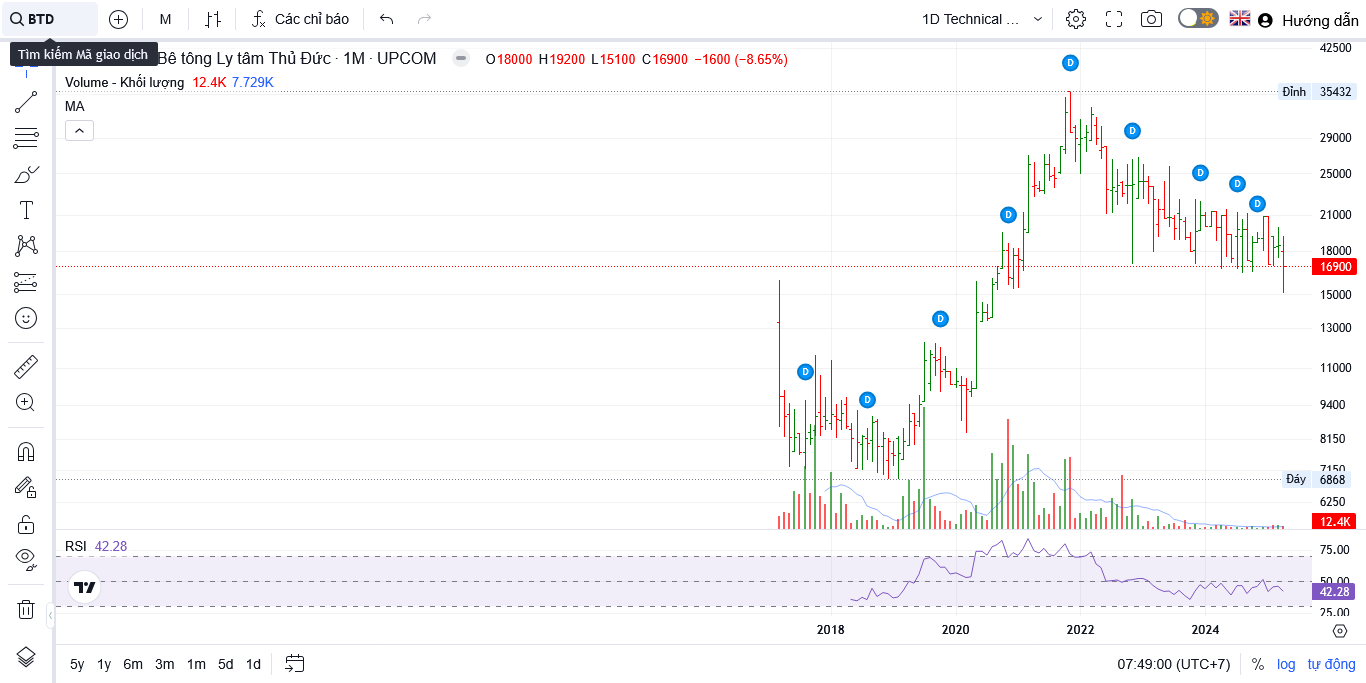 BTD M Các chỉ báo 1D Technical ... Hướng dẫn
Tìm kiếm Mã giao dịch
Bê tông Ly tâm Thủ Đức · 1M · UPCOM O18000 H19200 L15100 C16900 −1600 (−8.65%)
Volume - Khối lượng 12.4K 7.729K
MA
42500
Đỉnh 35432
29000
25000
21000
18000
16900
15000
13000
11000
9400
8150
7150
Đáy 6868
6250
12.4K
D
D
D
D
D
D
D
D
D
RSI 42.28
75.00
50.00
42.28
25.00
2018 2020 2022 2024
5y 1y 6m 3m 1m 5d 1d 07:49:00 (UTC+7) % log tự động